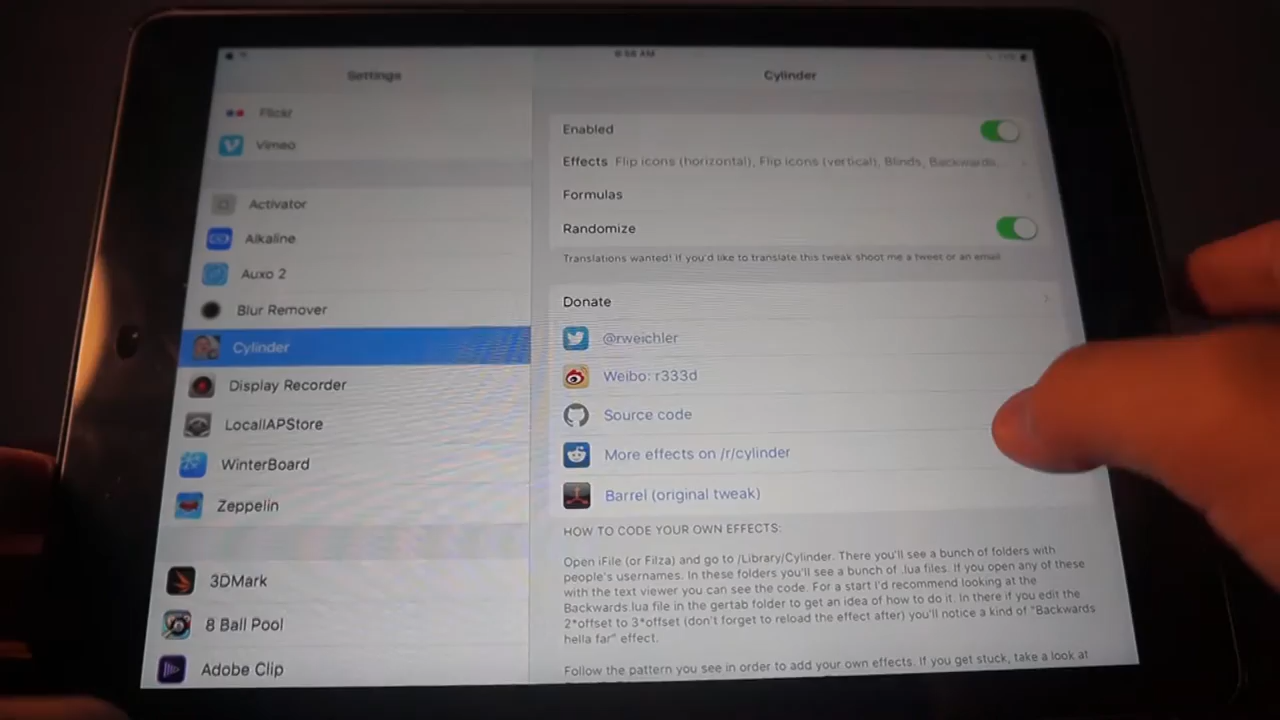 9:58 AM
Settings
Flickr
Vimeo
Activator
Alkaline
Auxo 2
Blur Remover
Cylinder
Display Recorder
LocalIAPStore
WinterBoard
Zeppelin
3DMark
8 Ball Pool
Adobe Clip
Cylinder
Enabled
Effects Flip icons (horizontal), Flip icons (vertical), Blinds, Backwards,
Formulas
Randomize
Translations wanted! If you'd like to translate this tweak shoot me a tweet or an email
Donate
@rweichler
Weibo: r333d
Source code
More effects on /r/cylinder
Barrel (original tweak)
HOW TO CODE YOUR OWN EFFECTS:
Open iFile (or Filza) and go to /Library/Cylinder. There you'll see a bunch of folders with
people's usernames. In these folders you'll see a bunch of .lua files. If you open any of these
with the text viewer you can see the code. For a start I'd recommend looking at the
Backwards.lua file in the gertab folder to get an idea of how to do it. In there if you edit the
2*offset to 3*offset (don't forget to reload the effect after) you'll notice a kind of "Backwards
hella far" effect.
Follow the pattern you see in order to add your own effects. If you get stuck, take a look at